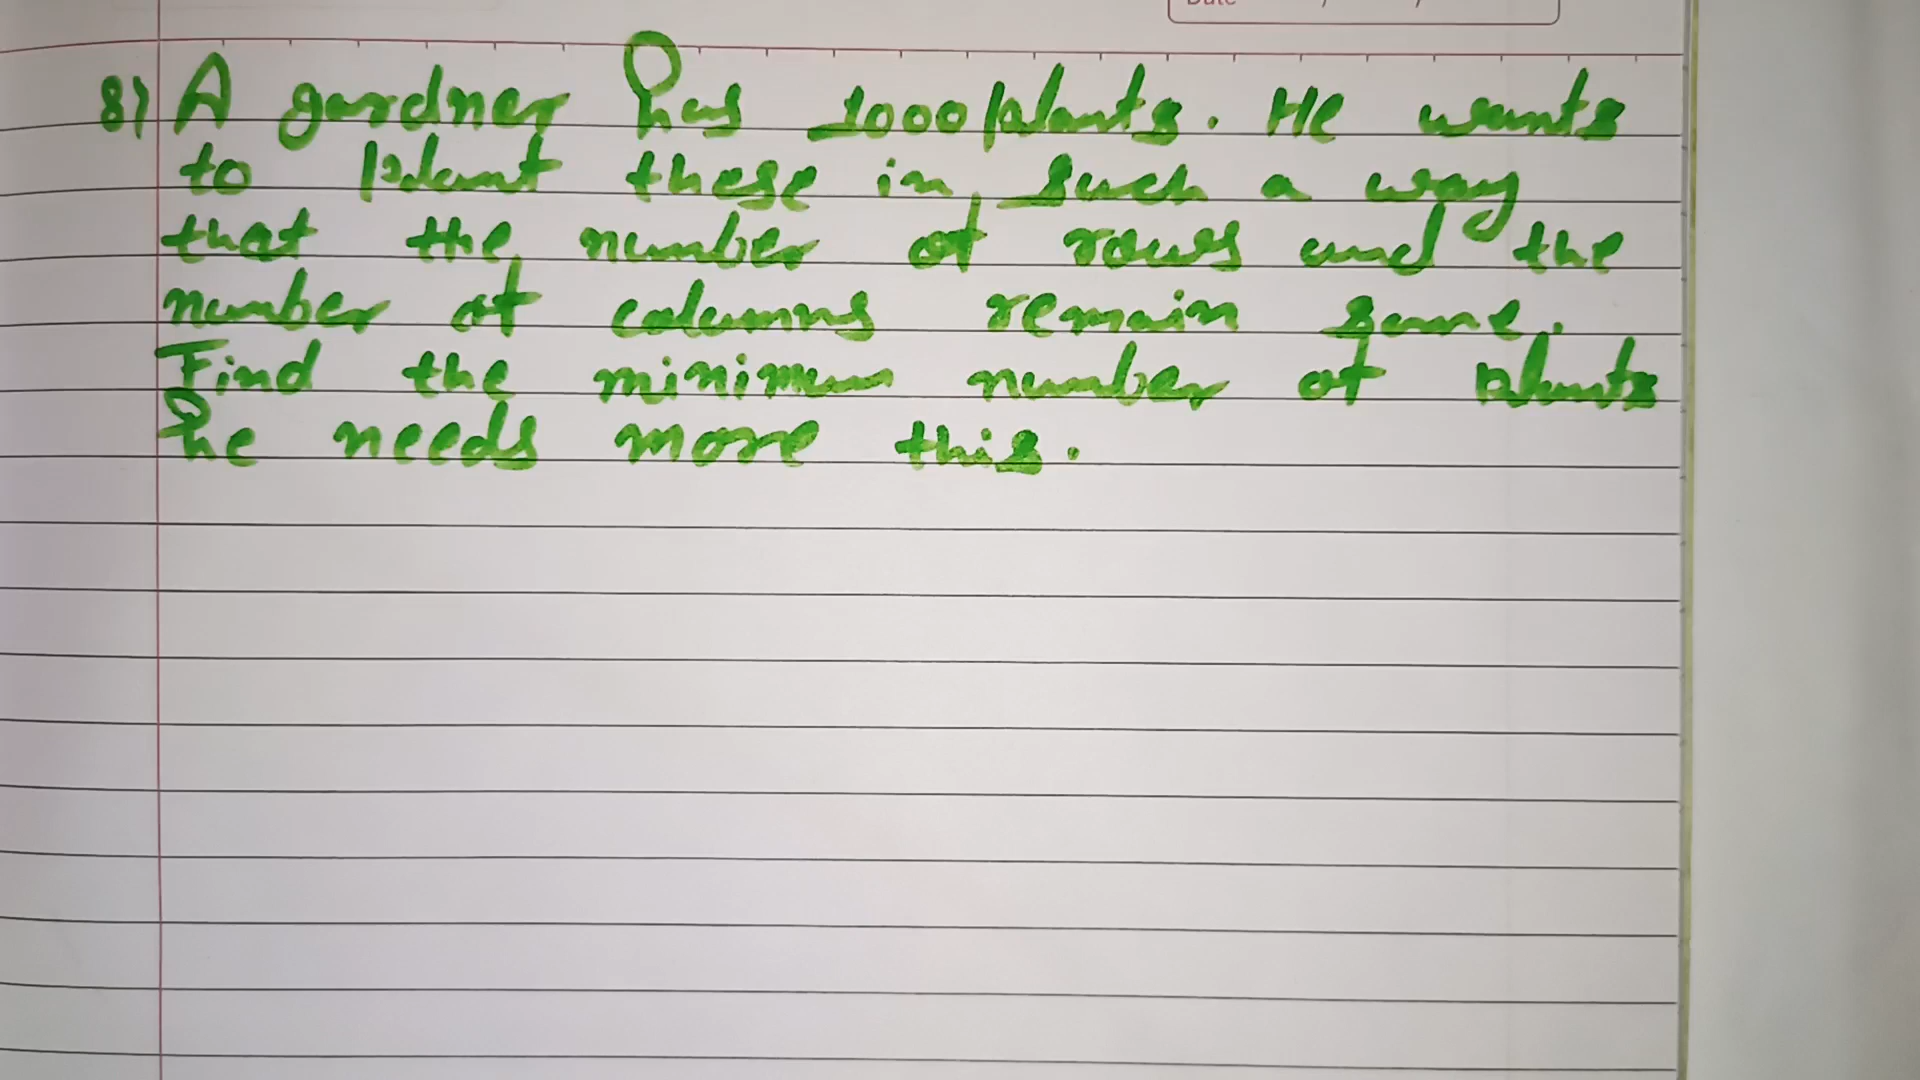 Date / /
8) A gardner has 1000 plants. He wants
to plant these in such a way
that the number of rows and the
number of columns remain same.
Find the minimum number of plants
he needs more this.